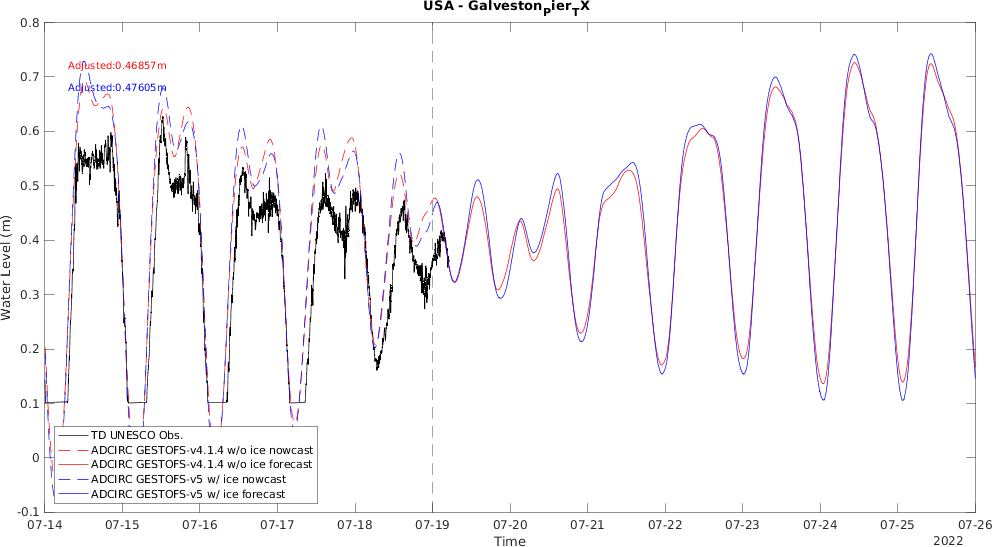 USA - GalvestonPierTX
Adjusted:0.46857m
Adjusted:0.47605m
Water Level (m)
0.8
0.7
0.6
0.5
0.4
0.3
0.2
0.1
0
-0.1
TD UNESCO Obs.
ADCIRC GESTOFS-v4.1.4 w/o ice nowcast
ADCIRC GESTOFS-v4.1.4 w/o ice forecast
ADCIRC GESTOFS-v5 w/ ice nowcast
ADCIRC GESTOFS-v5 w/ ice forecast
07-14 07-15 07-16 07-17 07-18 07-19 07-20 07-21 07-22 07-23 07-24 07-25 07-26
Time
2022